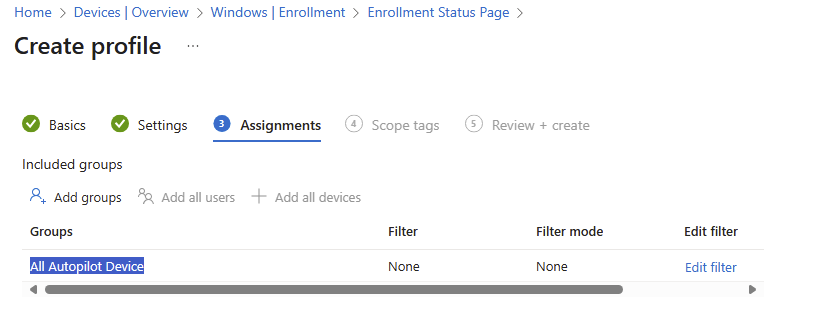 Home > Devices | Overview > Windows | Enrollment > Enrollment Status Page >
Create profile ...
Basics Settings 3 Assignments 4 Scope tags 5 Review + create
Included groups
Add groups Add all users Add all devices
Groups Filter Filter mode Edit filter
All Autopilot Device None None Edit filter